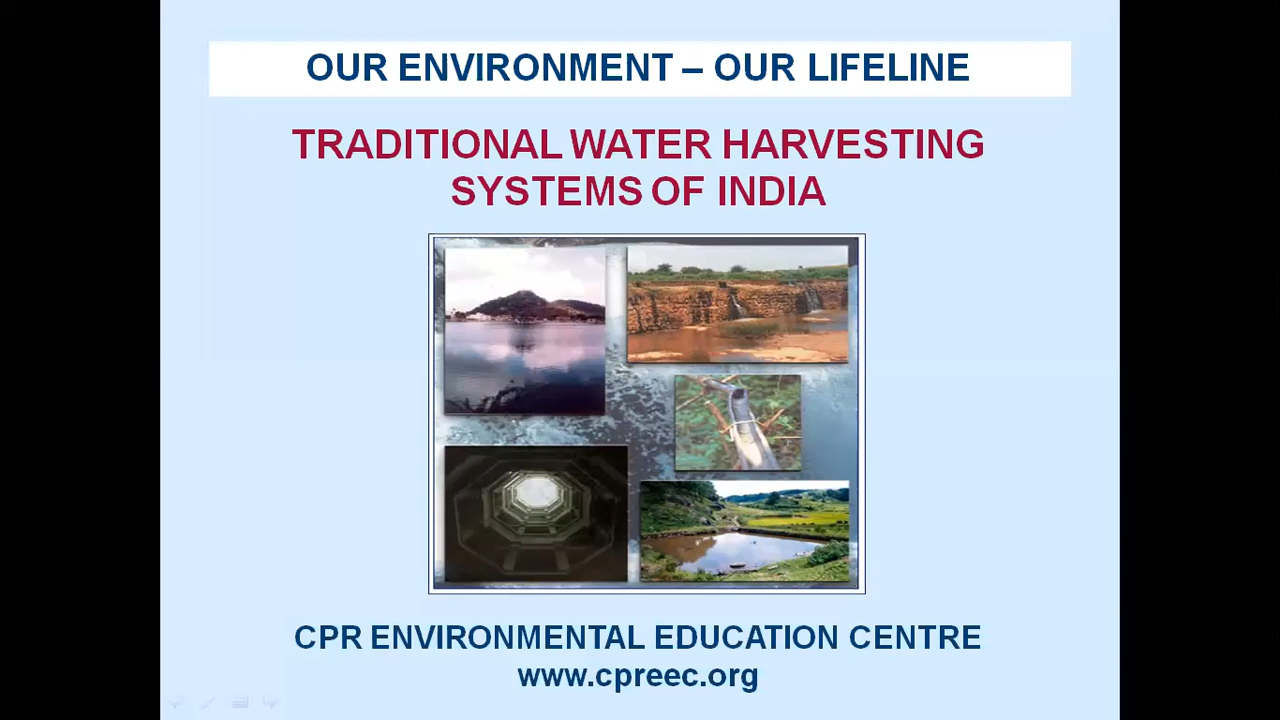 OUR ENVIRONMENT – OUR LIFELINE
TRADITIONAL WATER HARVESTING
SYSTEMS OF INDIA
CPR ENVIRONMENTAL EDUCATION CENTRE
www.cpreec.org